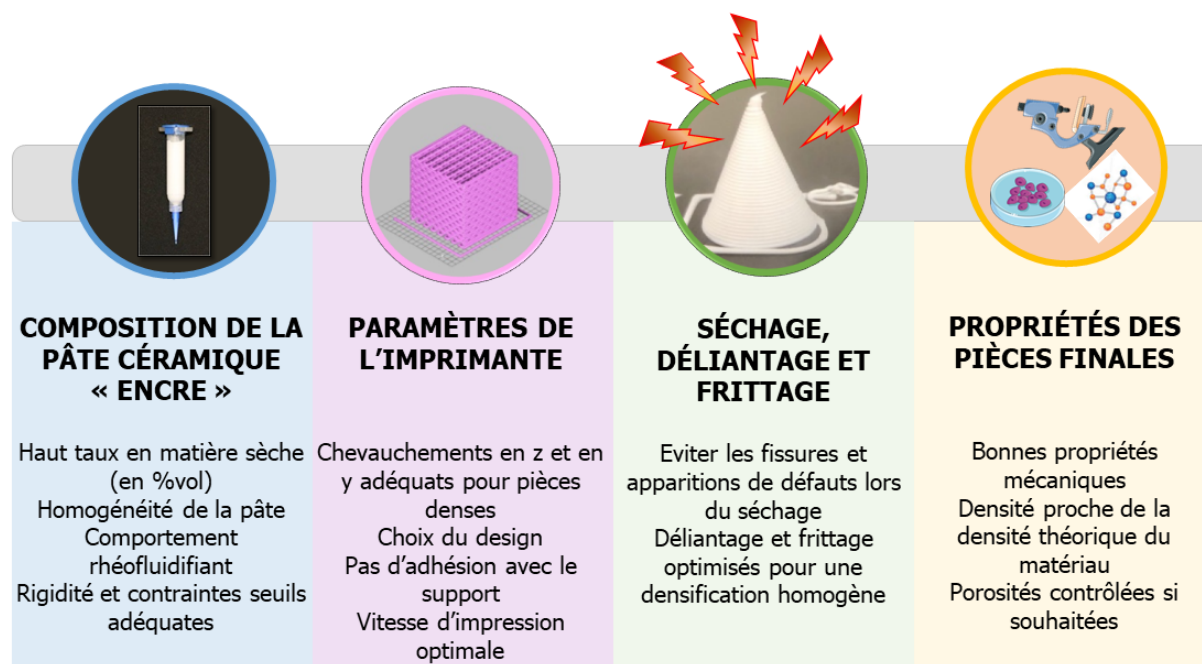 COMPOSITION DE LA
PÂTE CÉRAMIQUE
« ENCRE »
Haut taux en matière sèche
(en %vol)
Homogénéité de la pâte
Comportement
rhéofluidifiant
Rigidité et contraintes seuils
adéquates
PARAMÈTRES DE
L’IMPRIMANTE
Chevauchements en z et en
y adéquats pour pièces
denses
Choix du design
Pas d’adhésion avec le
support
Vitesse d’impression
optimale
SÉCHAGE,
DÉLIANTAGE ET
FRITTAGE
Eviter les fissures et
apparitions de défauts lors
du séchage
Déliantage et frittage
optimisés pour une
densification homogène
PROPRIÉTÉS DES
PIÈCES FINALES
Bonnes propriétés
mécaniques
Densité proche de la
densité théorique du
matériau
Porosités contrôlées si
souhaitées